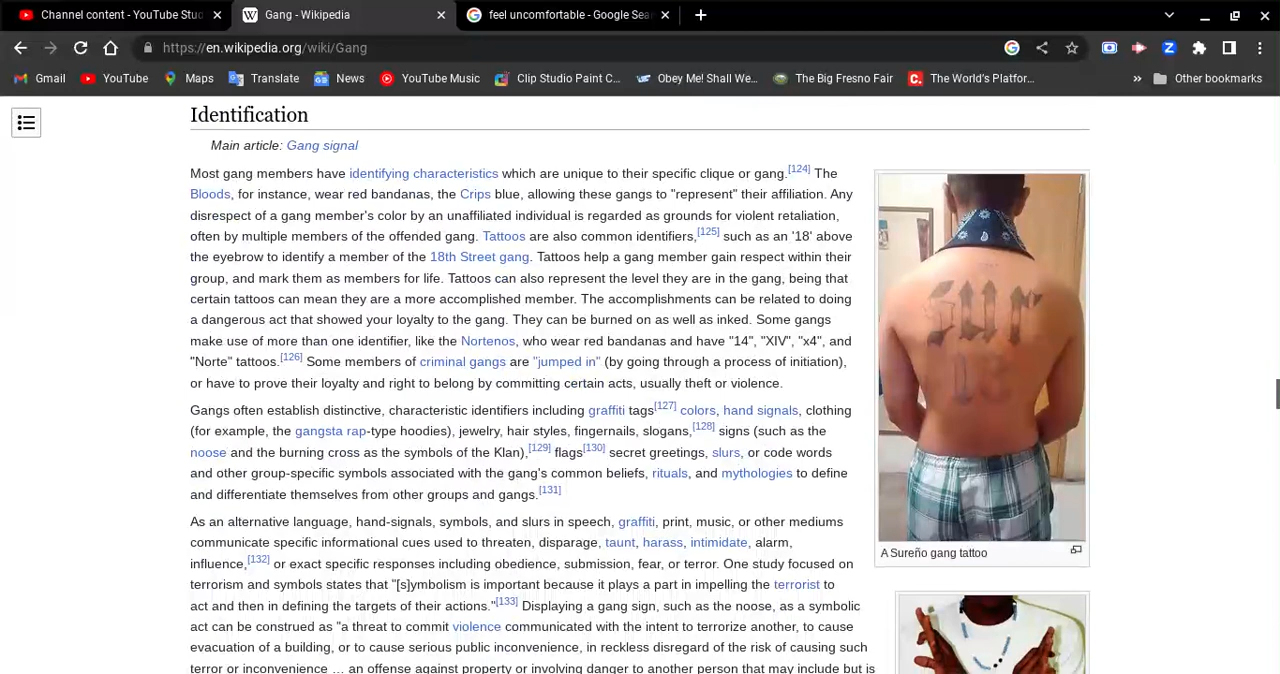 Channel content - YouTube Stu
Gang - Wikipedia
feel uncomfortable - Google Sear
https://en.wikipedia.org/wiki/Gang
Gmail
YouTube
Maps
Translate
News
YouTube Music
Clip Studio Paint C...
Obey Me! Shall We...
The Big Fresno Fair
The World's Platfor...
Other bookmarks
Identification
Main article: Gang signal
Most gang members have identifying characteristics which are unique to their specific clique or gang.[124] The
Bloods, for instance, wear red bandanas, the Crips blue, allowing these gangs to "represent" their affiliation. Any
disrespect of a gang member's color by an unaffiliated individual is regarded as grounds for violent retaliation,
often by multiple members of the offended gang. Tattoos are also common identifiers,[125] such as an '18' above
the eyebrow to identify a member of the 18th Street gang. Tattoos help a gang member gain respect within their
group, and mark them as members for life. Tattoos can also represent the level they are in the gang, being that
certain tattoos can mean they are a more accomplished member. The accomplishments can be related to doing
a dangerous act that showed your loyalty to the gang. They can be burned on as well as inked. Some gangs
make use of more than one identifier, like the Nortenos, who wear red bandanas and have "14", "XIV", "x4", and
"Norte" tattoos.[126] Some members of criminal gangs are "jumped in" (by going through a process of initiation),
or have to prove their loyalty and right to belong by committing certain acts, usually theft or violence.
Gangs often establish distinctive, characteristic identifiers including graffiti tags[127] colors, hand signals, clothing
(for example, the gangsta rap-type hoodies), jewelry, hair styles, fingernails, slogans,[128] signs (such as the
noose and the burning cross as the symbols of the Klan),[129] flags[130] secret greetings, slurs, or code words
and other group-specific symbols associated with the gang's common beliefs, rituals, and mythologies to define
and differentiate themselves from other groups and gangs.[131]
As an alternative language, hand-signals, symbols, and slurs in speech, graffiti, print, music, or other mediums
communicate specific informational cues used to threaten, disparage, taunt, harass, intimidate, alarm,
influence,[132] or exact specific responses including obedience, submission, fear, or terror. One study focused on
terrorism and symbols states that "[s]ymbolism is important because it plays a part in impelling the terrorist to
act and then in defining the targets of their actions."[133] Displaying a gang sign, such as the noose, as a symbolic
act can be construed as "a threat to commit violence communicated with the intent to terrorize another, to cause
evacuation of a building, or to cause serious public inconvenience, in reckless disregard of the risk of causing such
terror or inconvenience … an offense against property or involving danger to another person that may include but is
sur
A Sureño gang tattoo